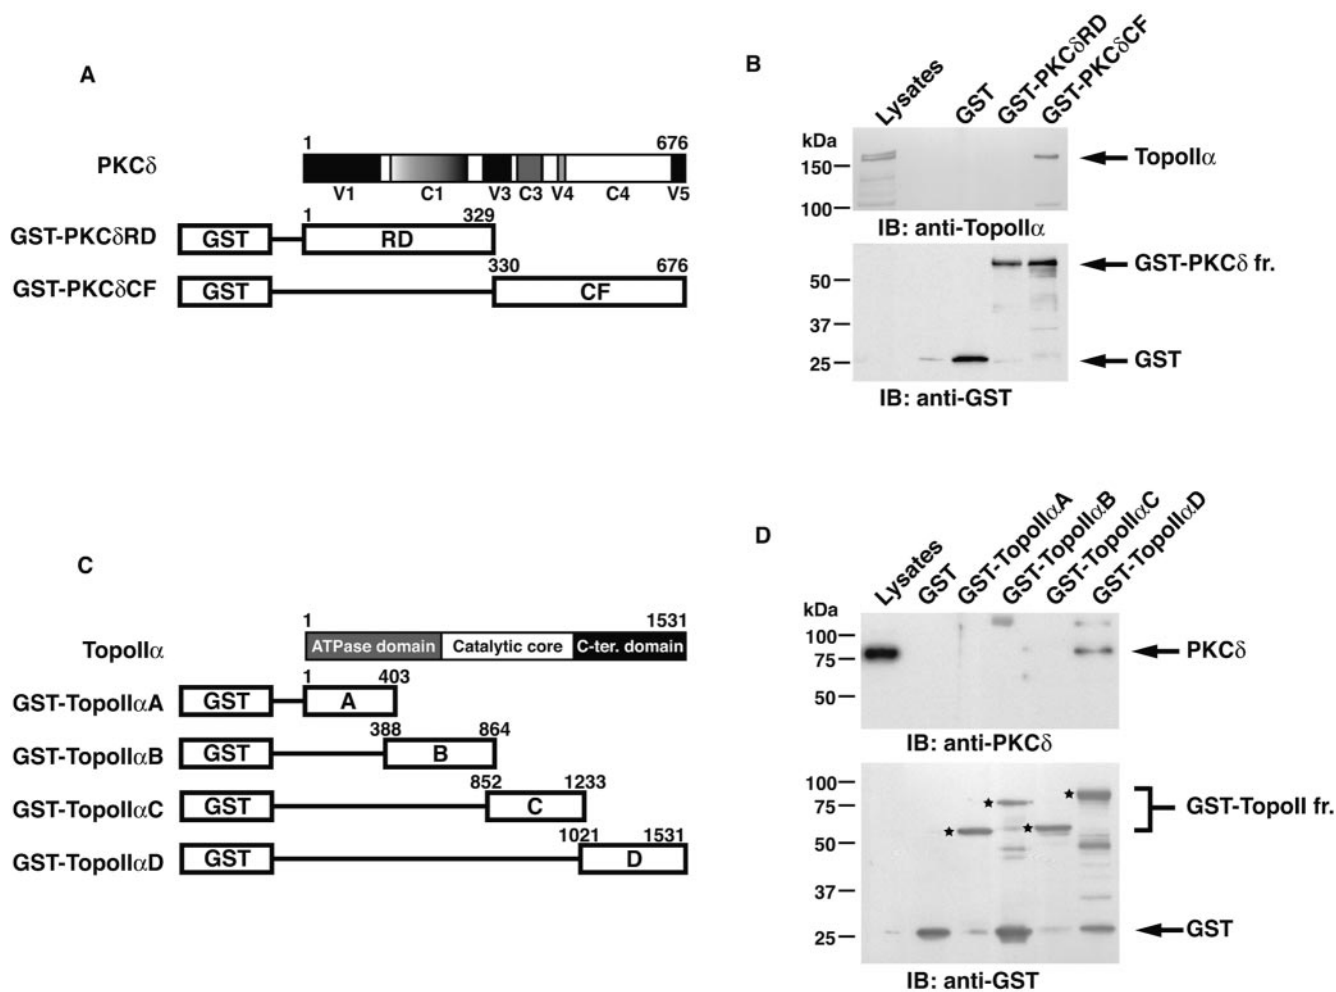 A
1 676
PKCδ
V1 C1 V3 C3 V4 C4 V5
1 329
GST-PKCδRD GST RD
330 676
GST-PKCδCF GST CF
B
Lysates GST GST-PKCδRD GST-PKCδCF
kDa
150
100
TopoIIα
IB: anti-TopoIIα
50
37
25
GST-PKCδ fr.
GST
IB: anti-GST
C
1 1531
TopoIIα ATPase domain Catalytic core C-ter. domain
1 403
GST-TopoIIαA GST A
388 864
GST-TopoIIαB GST B
852 1233
GST-TopoIIαC GST C
1021 1531
GST-TopoIIαD GST D
D
Lysates GST GST-TopoIIαA GST-TopoIIαB GST-TopoIIαC GST-TopoIIαD
kDa
100
75
50
PKCδ
IB: anti-PKCδ
100
75
50
37
25
GST-TopoII fr.
GST
IB: anti-GST